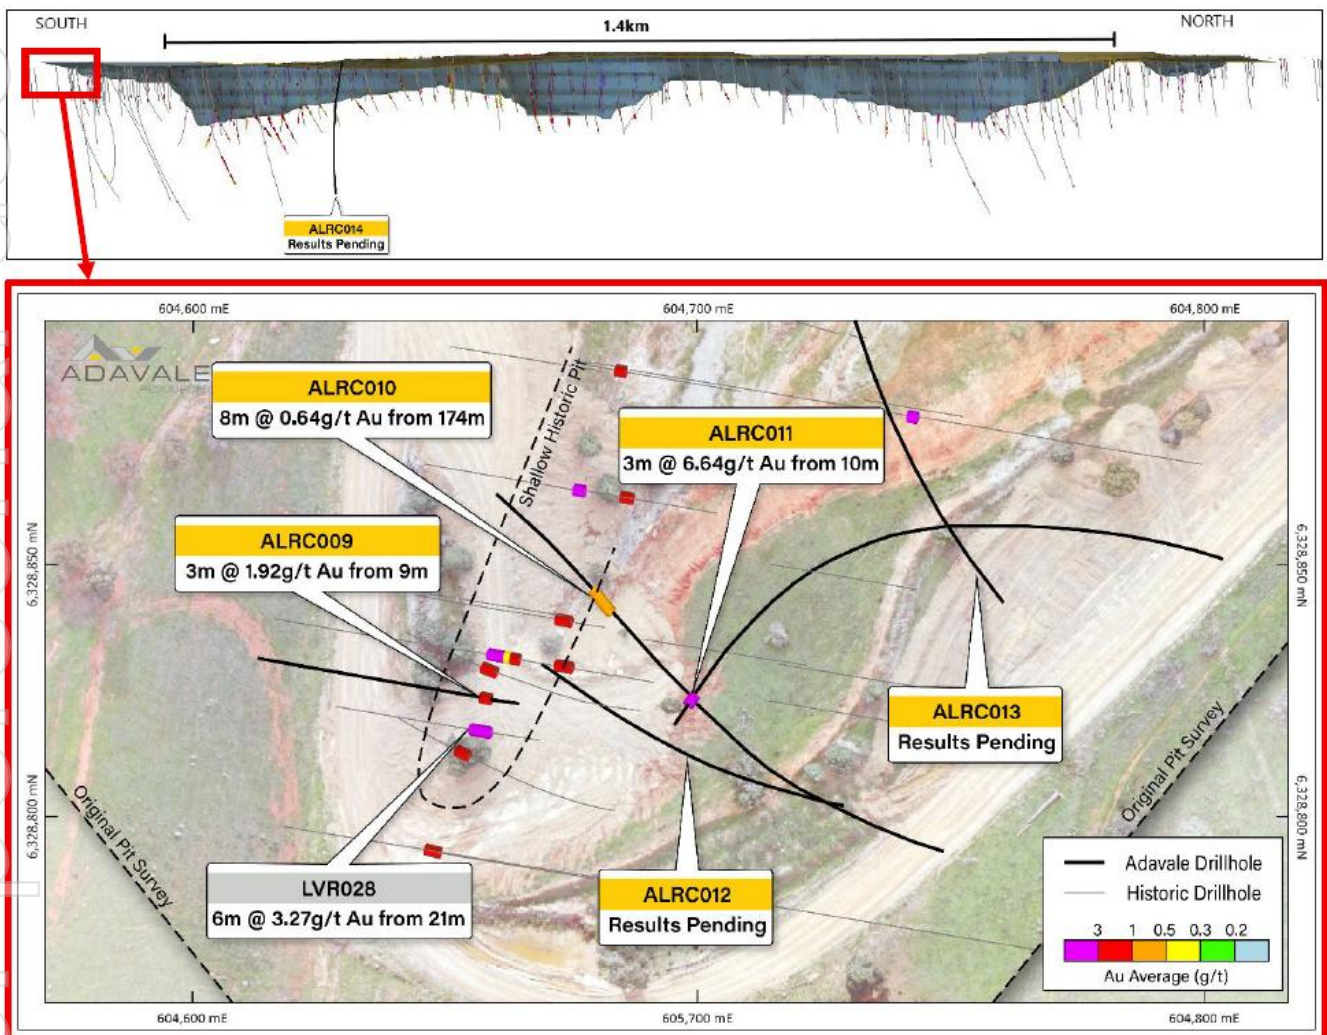 SOUTH
1.4km
NORTH
ALRC014
Results Pending
604,600 mE
604,700 mE
604,800 mE
ADAVALE
ALRC010
8m @ 0.64g/t Au from 174m
Shallow Historic Pit
ALRC011
3m @ 6.64g/t Au from 10m
ALRC009
3m @ 1.92g/t Au from 9m
6,328,850 mN
6,328,850 mN
ALRC013
Results Pending
Original Pit Survey
Original Pit Survey
6,328,800 mN
6,328,800 mN
LVR028
6m @ 3.27g/t Au from 21m
ALRC012
Results Pending
Adavale Drillhole
Historic Drillhole
3 1 0.5 0.3 0.2
Au Average (g/t)
604,600 mE
605,700 mE
604,800 mE